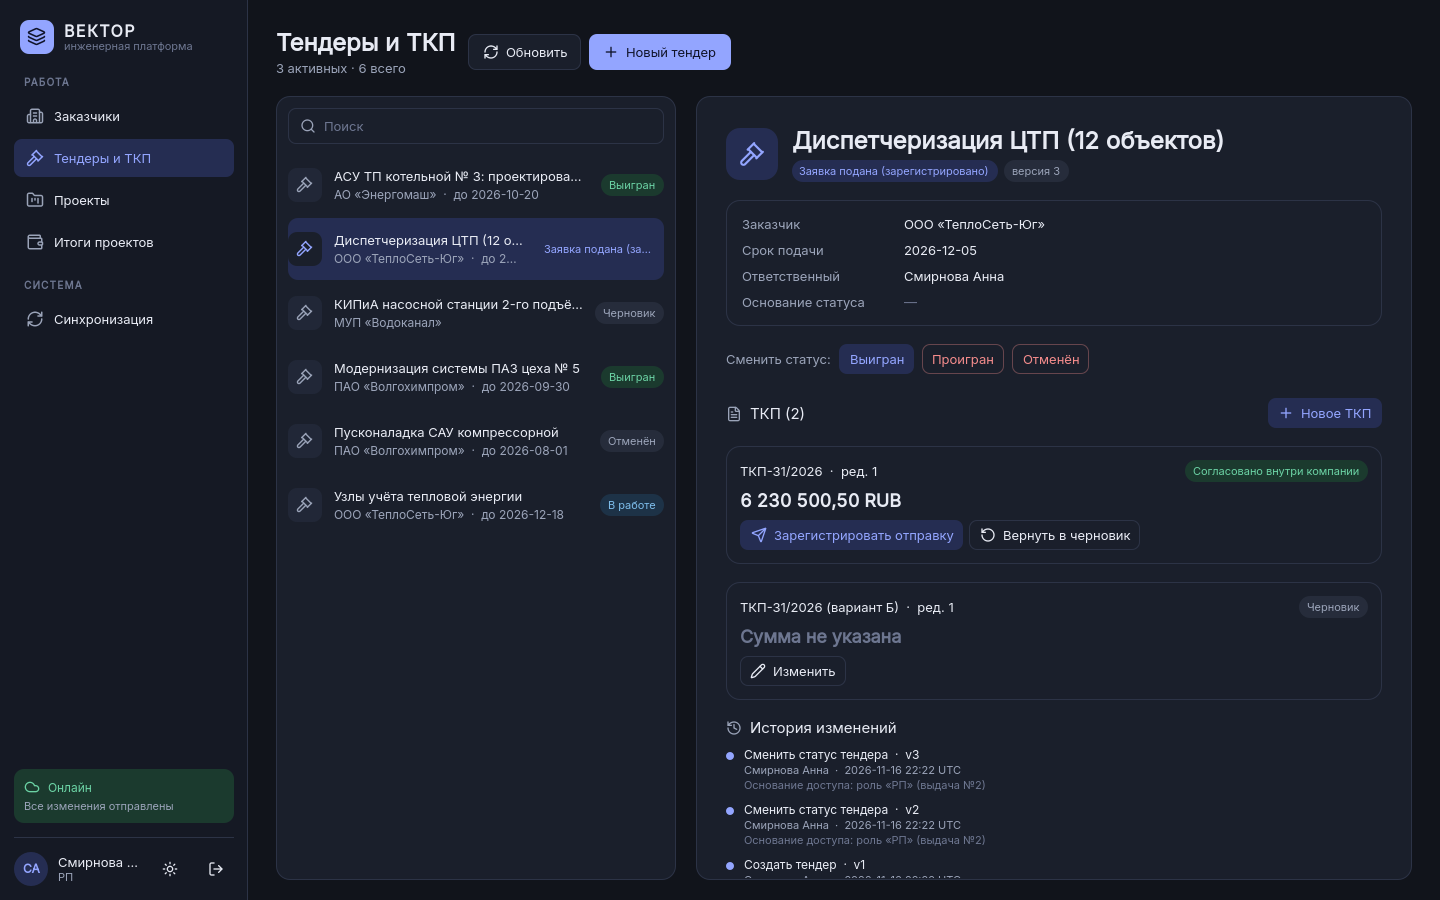 ВЕКТОР
инженерная платформа
РАБОТА
Заказчики
Тендеры и ТКП
Проекты
Итоги проектов
СИСТЕМА
Синхронизация
Онлайн
Все изменения отправлены
СА
Смирнова ...
РП
Тендеры и ТКП
3 активных · 6 всего
Обновить
Новый тендер
Поиск
АСУ ТП котельной № 3: проектирова...
АО «Энергомаш» · до 2026-10-20
Выигран
Диспетчеризация ЦТП (12 о...
ООО «ТеплоСеть-Юг» · до 2...
Заявка подана (за...
КИПиА насосной станции 2-го подъё...
МУП «Водоканал»
Черновик
Модернизация системы ПАЗ цеха № 5
ПАО «Волгохимпром» · до 2026-09-30
Выигран
Пусконаладка САУ компрессорной
ПАО «Волгохимпром» · до 2026-08-01
Отменён
Узлы учёта тепловой энергии
ООО «ТеплоСеть-Юг» · до 2026-12-18
В работе
Диспетчеризация ЦТП (12 объектов)
Заявка подана (зарегистрировано) версия 3
Заказчик ООО «ТеплоСеть-Юг»
Срок подачи 2026-12-05
Ответственный Смирнова Анна
Основание статуса —
Сменить статус: Выигран Проигран Отменён
ТКП (2)
Новое ТКП
ТКП-31/2026 · ред. 1
Согласовано внутри компании
6 230 500,50 RUB
Зарегистрировать отправку Вернуть в черновик
ТКП-31/2026 (вариант Б) · ред. 1
Черновик
Сумма не указана
Изменить
История изменений
Сменить статус тендера · v3
Смирнова Анна · 2026-11-16 22:22 UTC
Основание доступа: роль «РП» (выдача №2)
Сменить статус тендера · v2
Смирнова Анна · 2026-11-16 22:22 UTC
Основание доступа: роль «РП» (выдача №2)
Создать тендер · v1